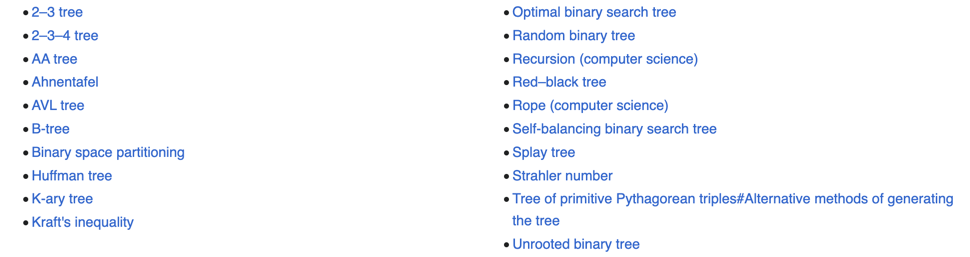 2–3 tree
2–3–4 tree
AA tree
Ahnentafel
AVL tree
B-tree
Binary space partitioning
Huffman tree
K-ary tree
Kraft's inequality
Optimal binary search tree
Random binary tree
Recursion (computer science)
Red–black tree
Rope (computer science)
Self-balancing binary search tree
Splay tree
Strahler number
Tree of primitive Pythagorean triples#Alternative methods of generating
the tree
Unrooted binary tree